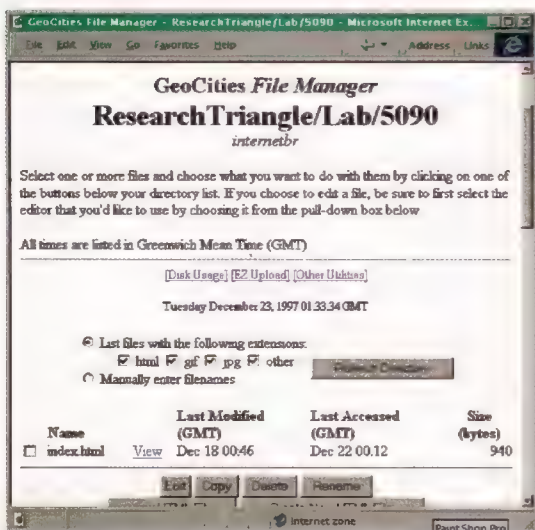 GeoCities File Manager - ResearchTriangle/Lab/5090 - Microsoft Internet Ex.
File Edit View Go Favorites Help Address Links
GeoCities File Manager
ResearchTriangle/Lab/5090
internetbr
Select one or more files and choose what you want to do with them by clicking on one of
the buttons below your directory list. If you choose to edit a file, be sure to first select the
editor that you'd like to use by choosing it from the pull-down box below
All times are listed in Greenwich Mean Time (GMT)
[Disk Usage] [EZ Upload] [Other Utilities]
Tuesday December 23, 1997 01:33:34 GMT
List files with the following extensions:
html gif jpg other
Manually enter filenames
Name Last Modified (GMT) Last Accessed (GMT) Size (bytes)
index.html View Dec 18 00:46 Dec 22 00:12 940
Edit Copy Delete Rename
Internet zone
Paint Shop Pro